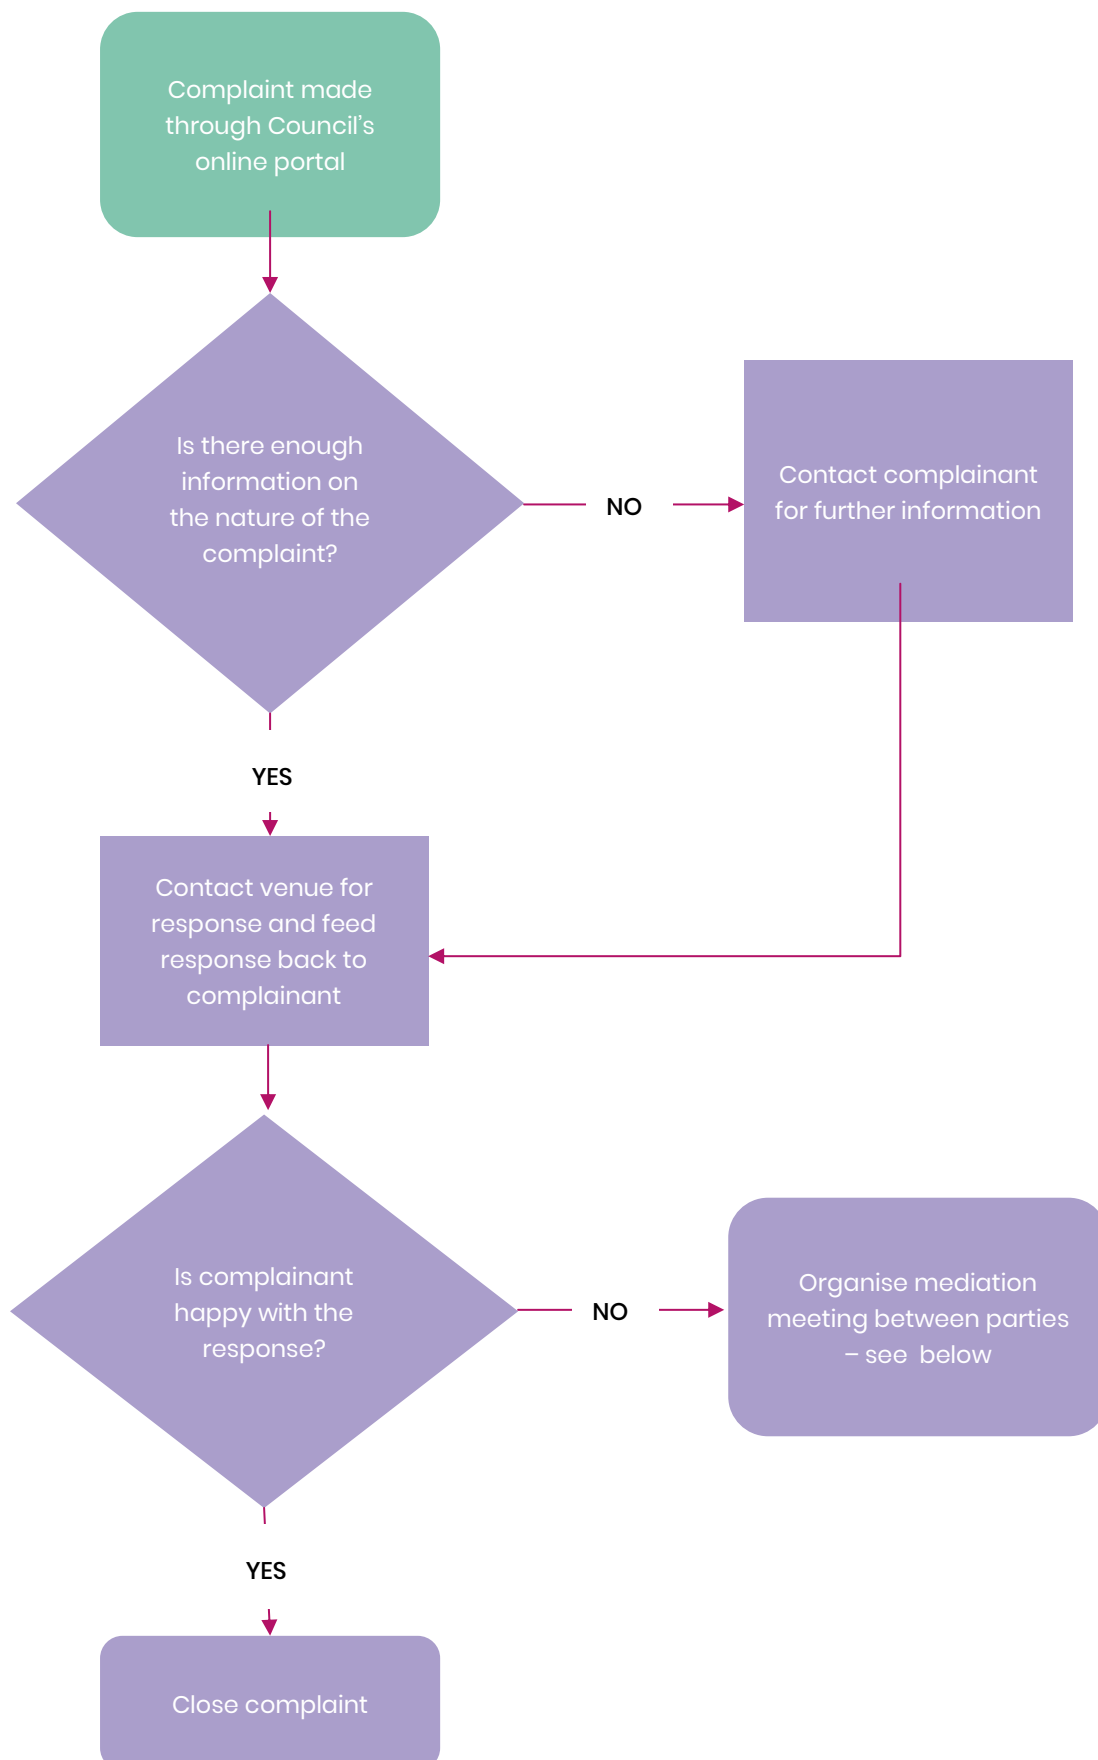 Complaint made
through Council’s
online portal
Is there enough
information on
the nature of the
complaint?
NO
Contact complainant
for further information
YES
Contact venue for
response and feed
response back to
complainant
Is complainant
happy with the
response?
NO
Organise mediation
meeting between parties
– see below
YES
Close complaint